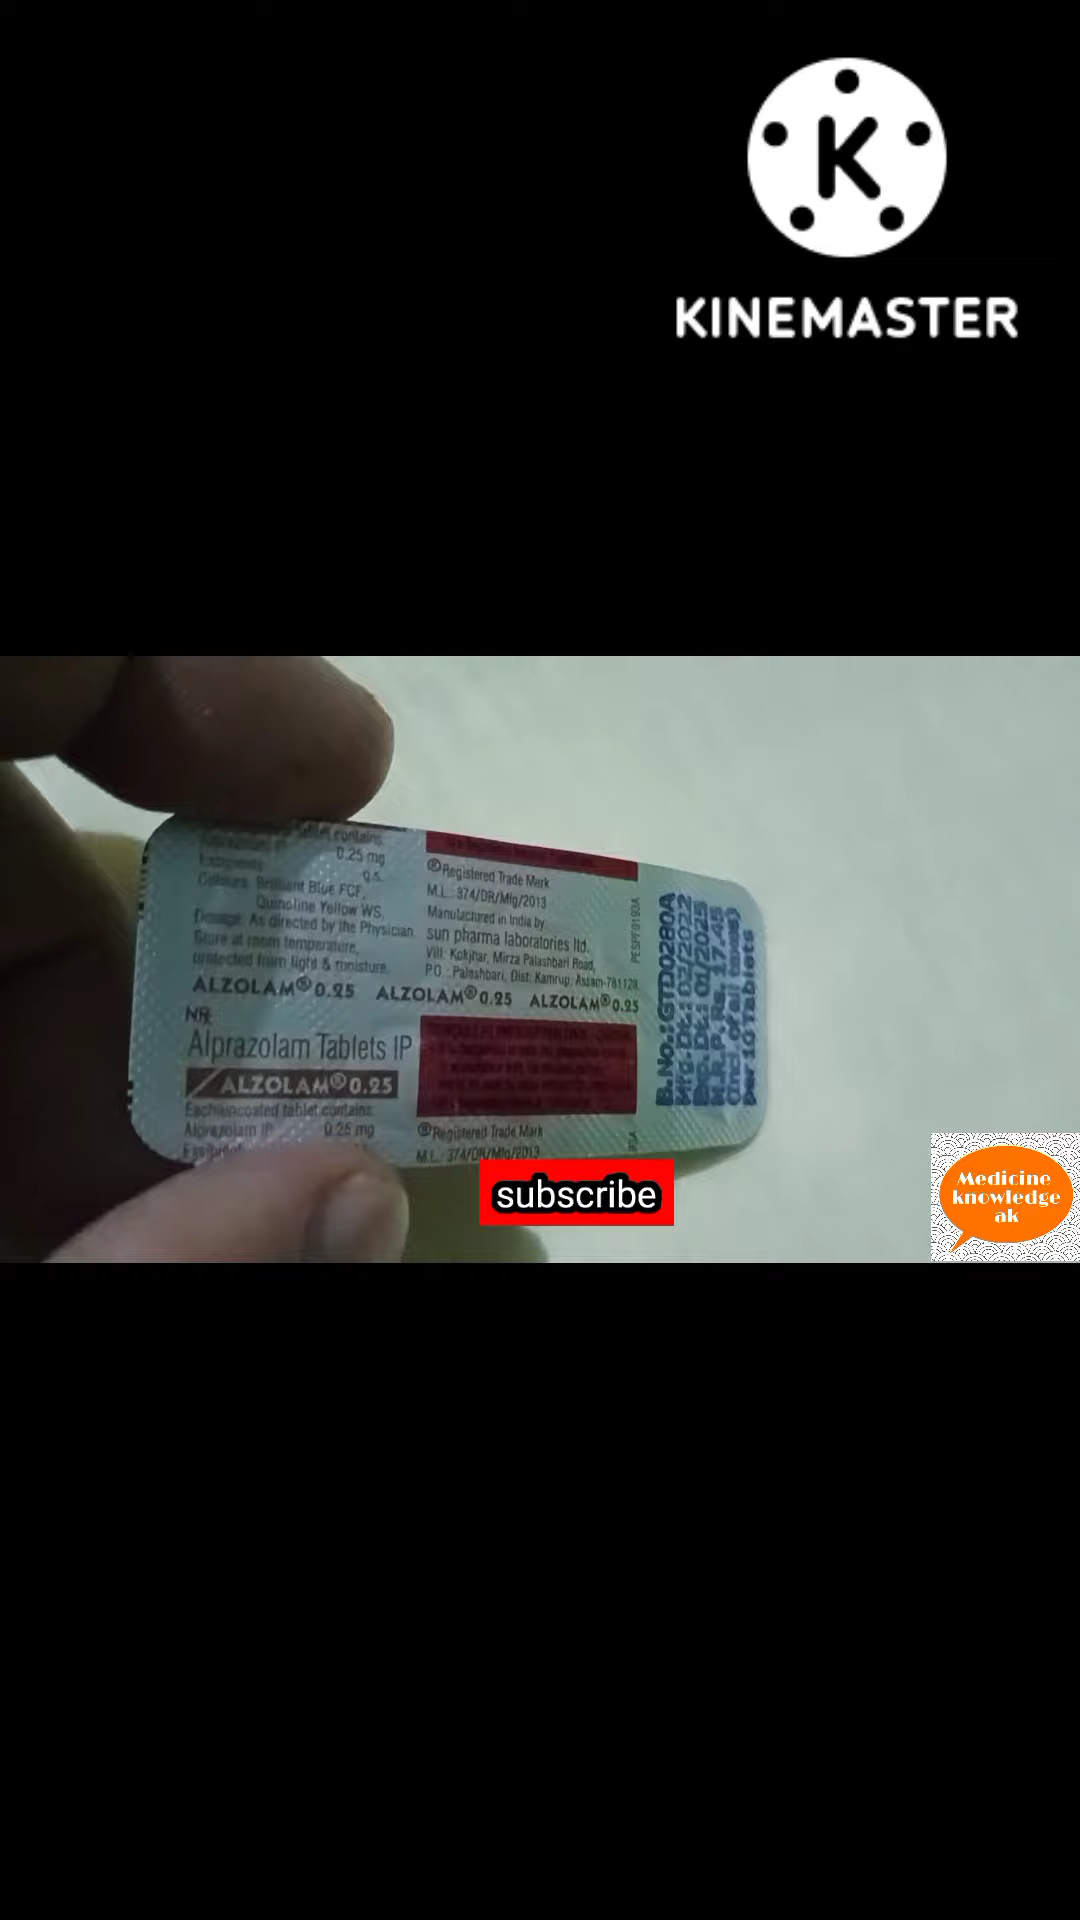 K
KINEMASTER
tablet contains:
0.25 mg
q.s.
Colours: Brilliant Blue FCF,
Quinoline Yellow WS.
Dosage: As directed by the Physician.
Store at room temperature,
protected from light & moisture.
®Registered Trade Mark
M.L.: 374/DR/Mfg/2013
Manufactured in India by:
sun pharma laboratories ltd.
Vill: Kokjhar, Mirza Palashbari Road,
P.O.: Palashbari, Dist: Kamrup, Assam-781128.
PESPF0193A
ALZOLAM®0.25 ALZOLAM®0.25 ALZOLAM®0.25
NRx
Alprazolam Tablets IP
ALZOLAM®0.25
Each uncoated tablet contains:
Alprazolam IP 0.25 mg
®Registered Trade Mark
M.L.: 374/DR/Mfg/2013
B.No.:GTD0280A
Mfg.Dt.:02/2022
Exp.Dt.:01/2025
M.R.P.Rs. 17.45
(Incl. of all taxes)
per 10 Tablets
subscribe
Medicine
knowledge
ak